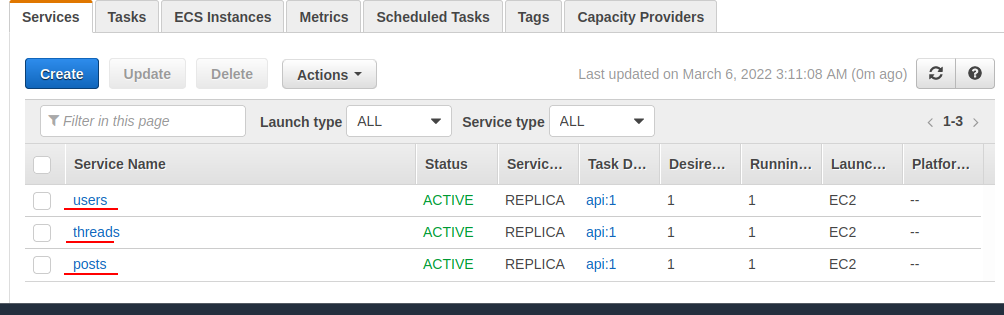 Services Tasks ECS Instances Metrics Scheduled Tasks Tags Capacity Providers
Create Update Delete Actions Last updated on March 6, 2022 3:11:08 AM (0m ago)
Filter in this page Launch type ALL Service type ALL 1-3
Service Name Status Servic... Task D... Desire... Runnin... Launc... Platfor...
users ACTIVE REPLICA api:1 1 1 EC2 --
threads ACTIVE REPLICA api:1 1 1 EC2 --
posts ACTIVE REPLICA api:1 1 1 EC2 --